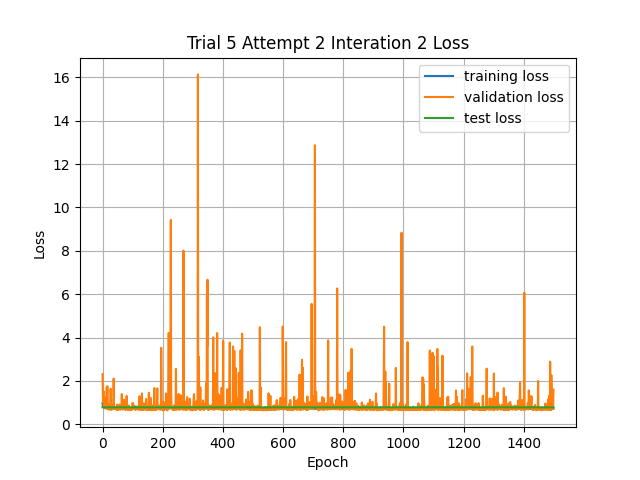 Trial 5 Attempt 2 Interation 2 Loss
training loss
validation loss
test loss
16
14
12
10
8
6
4
2
0
Loss
0 200 400 600 800 1000 1200 1400
Epoch